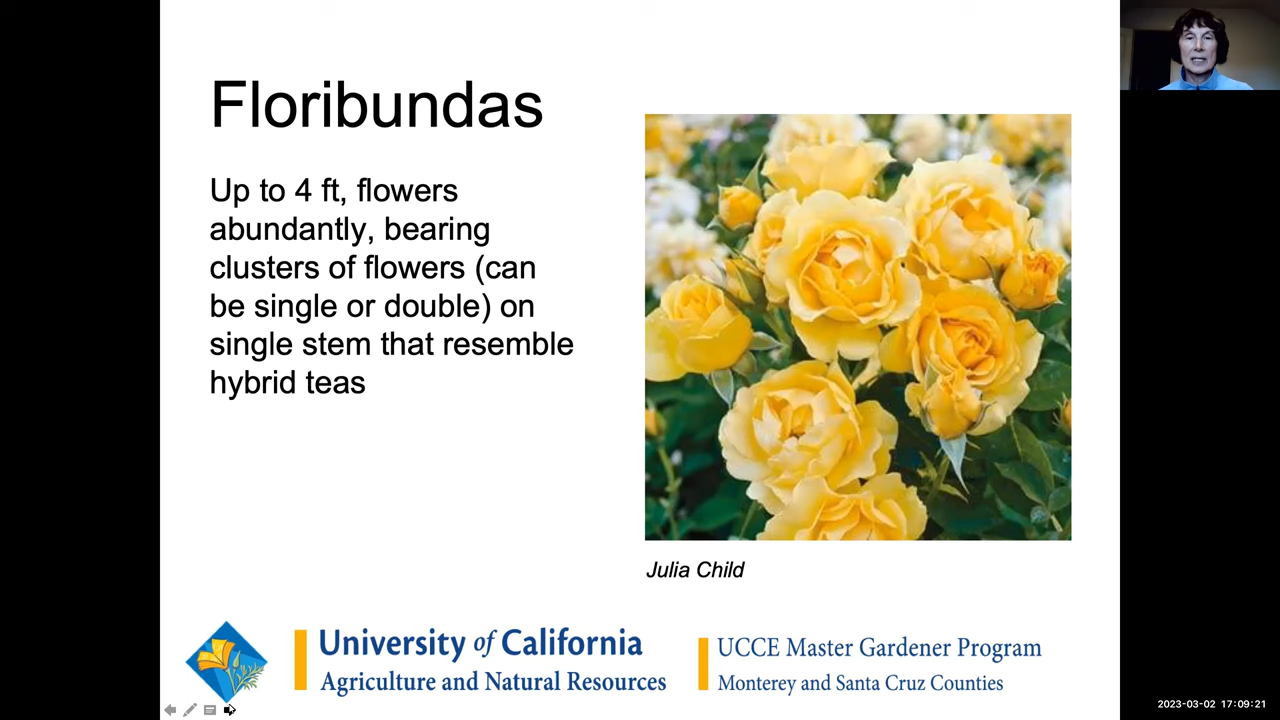 Floribundas
Up to 4 ft, flowers
abundantly, bearing
clusters of flowers (can
be single or double) on
single stem that resemble
hybrid teas
Julia Child
University of California
Agriculture and Natural Resources
UCCE Master Gardener Program
Monterey and Santa Cruz Counties
2023-03-02 17:09:21